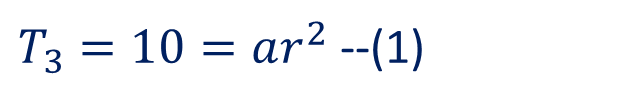 T₃ = 10 = ar² --(1)